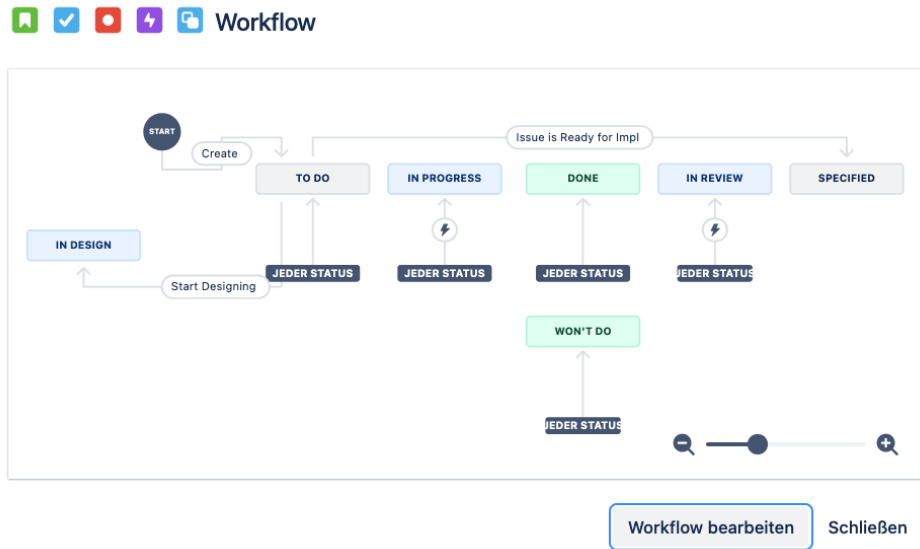 Workflow
START
Create
Issue is Ready for Impl
TO DO
IN PROGRESS
DONE
IN REVIEW
SPECIFIED
IN DESIGN
Start Designing
JEDER STATUS
JEDER STATUS
JEDER STATUS
JEDER STATUS
WON'T DO
JEDER STATUS
Workflow bearbeiten
Schließen